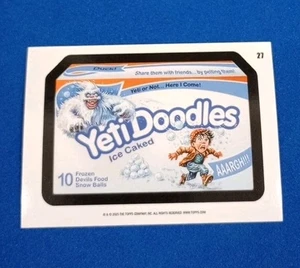 27
Duck!
Share them with friends... by pelting them!
Yeti or Not... Here I Come!
Yeti Doodles
Ice Caked
10 Frozen
Devils Food
Snow Balls
AAARGH!!!